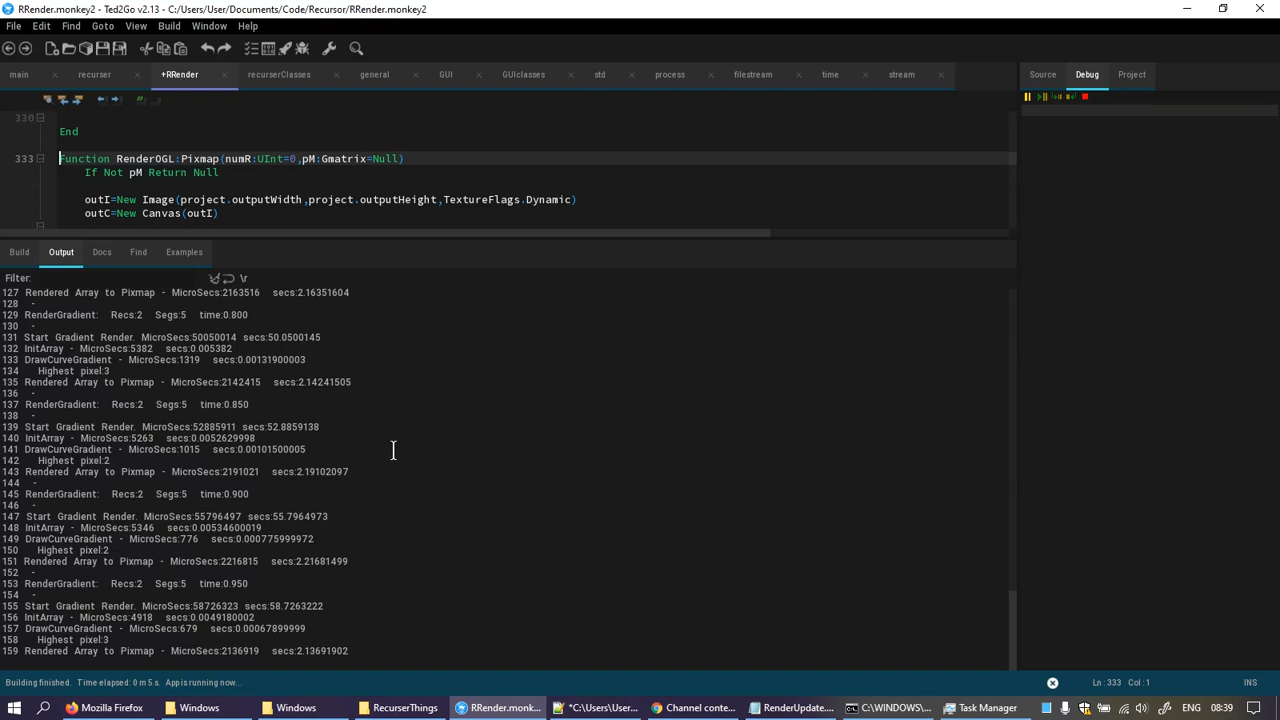 RRender.monkey2 - Ted2Go v2.13 - C:/Users/User/Documents/Code/Recursor/RRender.monkey2
File Edit Find Goto View Build Window Help
main recurser +RRender recurserClasses general GUI GUIclasses std process filestream time stream Source Debug Project
330
End
333 Function RenderOGL:Pixmap(numR:UInt=0,pM:Gmatrix=Null)
If Not pM Return Null
outI=New Image(project.outputWidth,project.outputHeight,TextureFlags.Dynamic)
outC=New Canvas(outI)
Build Output Docs Find Examples
Filter: \r
127 Rendered Array to Pixmap - MicroSecs:2163516 secs:2.16351604
128 -
129 RenderGradient: Recs:2 Segs:5 time:0.800
130 -
131 Start Gradient Render. MicroSecs:50050014 secs:50.0500145
132 InitArray - MicroSecs:5382 secs:0.005382
133 DrawCurveGradient - MicroSecs:1319 secs:0.00131900003
134 Highest pixel:3
135 Rendered Array to Pixmap - MicroSecs:2142415 secs:2.14241505
136 -
137 RenderGradient: Recs:2 Segs:5 time:0.850
138 -
139 Start Gradient Render. MicroSecs:52885911 secs:52.8859138
140 InitArray - MicroSecs:5263 secs:0.0052629998
141 DrawCurveGradient - MicroSecs:1015 secs:0.00101500005
142 Highest pixel:2
143 Rendered Array to Pixmap - MicroSecs:2191021 secs:2.19102097
144 -
145 RenderGradient: Recs:2 Segs:5 time:0.900
146 -
147 Start Gradient Render. MicroSecs:55796497 secs:55.7964973
148 InitArray - MicroSecs:5346 secs:0.00534600019
149 DrawCurveGradient - MicroSecs:776 secs:0.000775999972
150 Highest pixel:2
151 Rendered Array to Pixmap - MicroSecs:2216815 secs:2.21681499
152 -
153 RenderGradient: Recs:2 Segs:5 time:0.950
154 -
155 Start Gradient Render. MicroSecs:58726323 secs:58.7263222
156 InitArray - MicroSecs:4918 secs:0.0049180002
157 DrawCurveGradient - MicroSecs:679 secs:0.00067899999
158 Highest pixel:3
159 Rendered Array to Pixmap - MicroSecs:2136919 secs:2.13691902
Building finished. Time elapsed: 0 m 5 s. App is running now... Ln : 333 Col : 1 INS
Mozilla Firefox Windows Windows RecurserThings RRender.monk... *C:\Users\User... Channel conte... RenderUpdate.... C:\WINDOWS\... Task Manager ENG 08:39